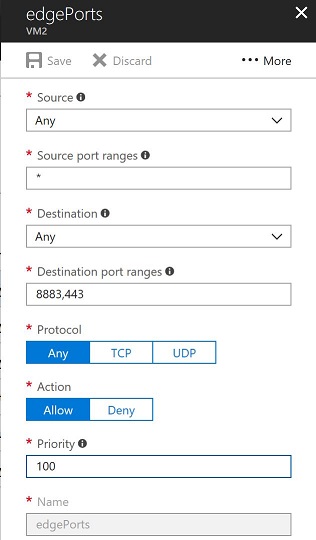 edgePorts
VM2
Save Discard ••• More
* Source
Any
* Source port ranges
*
* Destination
Any
* Destination port ranges
8883,443
* Protocol
Any TCP UDP
* Action
Allow Deny
* Priority
100
* Name
edgePorts